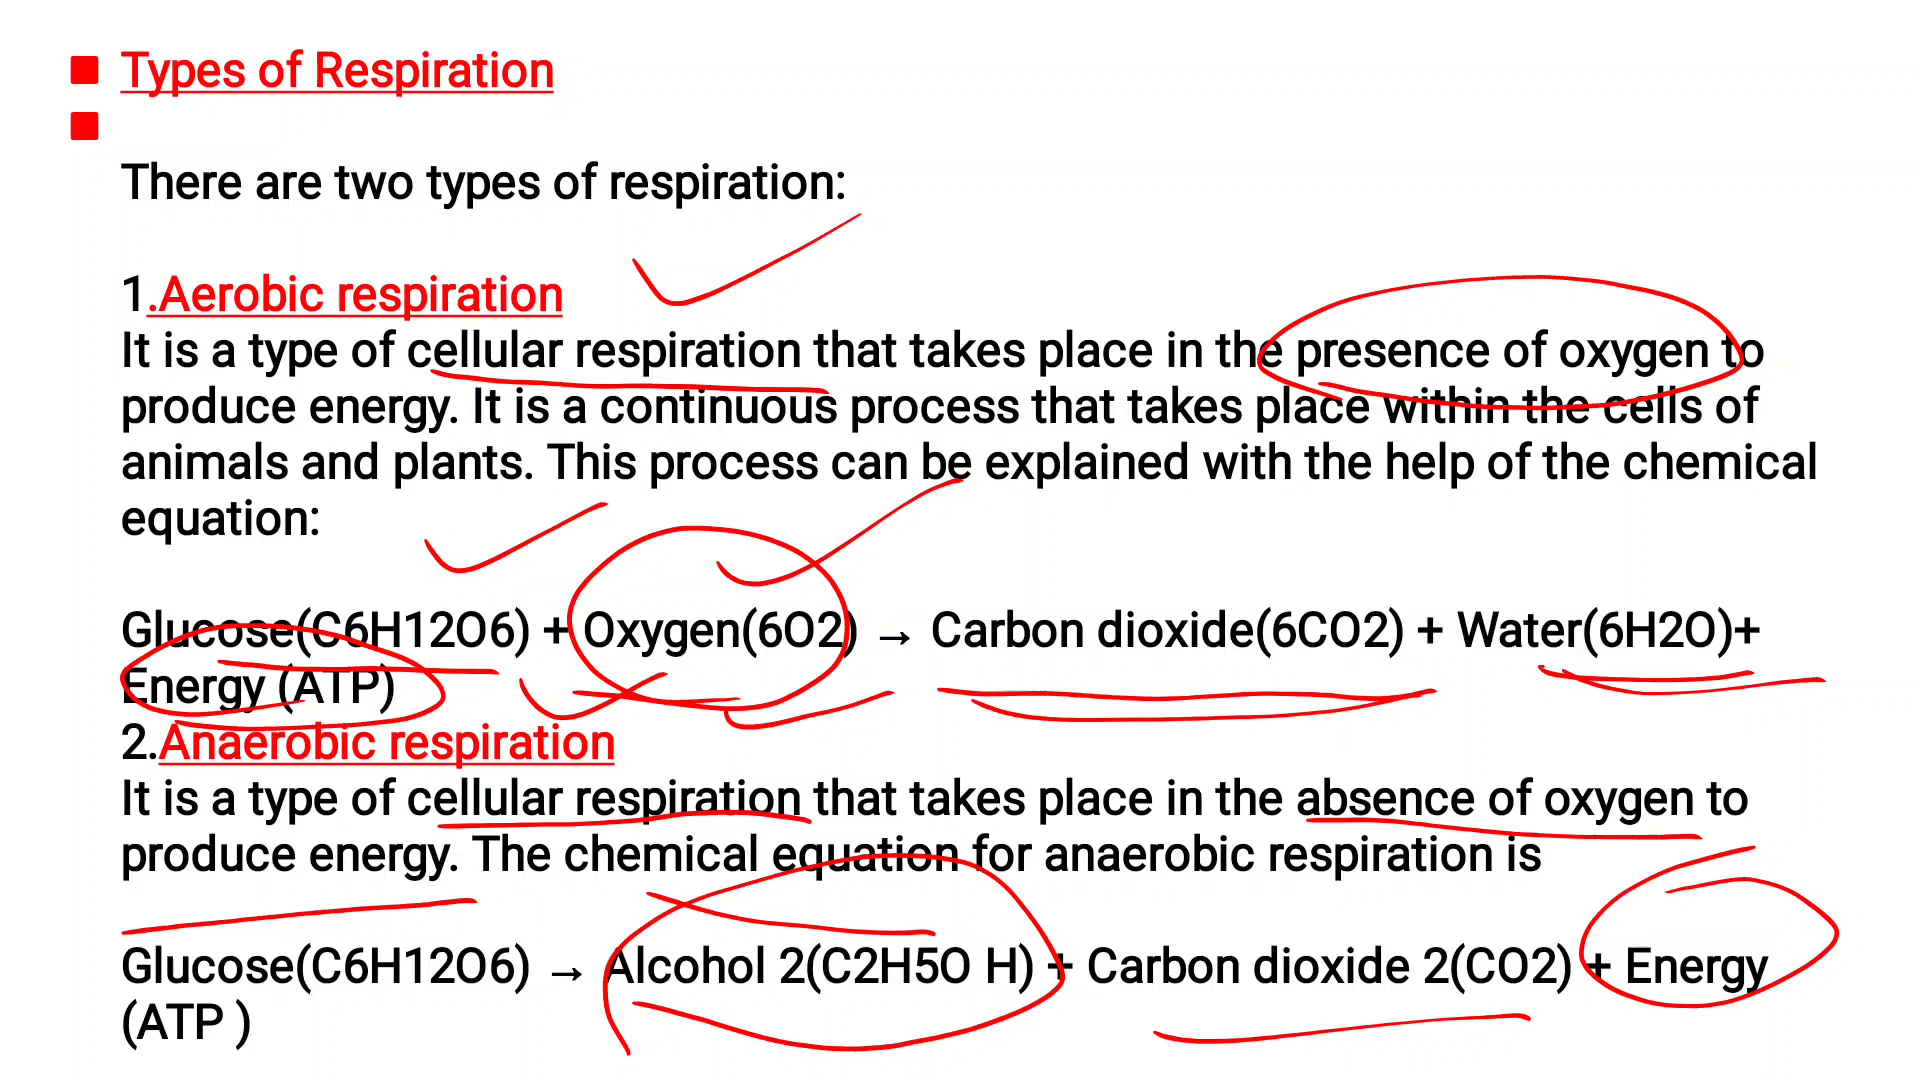 Types of Respiration
There are two types of respiration:
1.Aerobic respiration
It is a type of cellular respiration that takes place in the presence of oxygen to
produce energy. It is a continuous process that takes place within the cells of
animals and plants. This process can be explained with the help of the chemical
equation:
Glucose(C6H12O6) + Oxygen(6O2) → Carbon dioxide(6CO2) + Water(6H2O)+
Energy (ATP)
2.Anaerobic respiration
It is a type of cellular respiration that takes place in the absence of oxygen to
produce energy. The chemical equation for anaerobic respiration is
Glucose(C6H12O6) → Alcohol 2(C2H5O H) + Carbon dioxide 2(CO2) + Energy
(ATP )